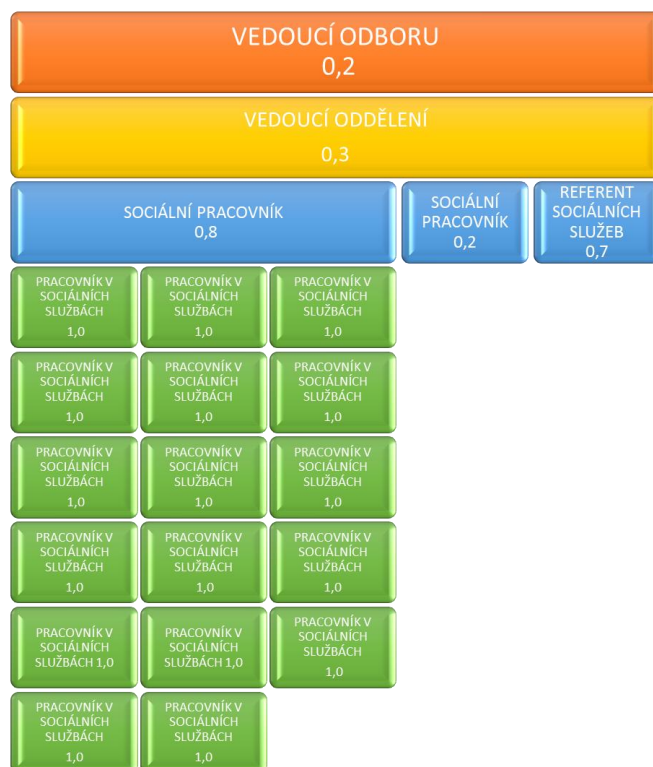 VEDOUCÍ ODBORU
0,2
VEDOUCÍ ODDĚLENÍ
0,3
SOCIÁLNÍ PRACOVNÍK
0,8
SOCIÁLNÍ
PRACOVNÍK
0,2
REFERENT
SOCIÁLNÍCH
SLUŽEB
0,7
PRACOVNÍK V
SOCIÁLNÍCH
SLUŽBÁCH
1,0
PRACOVNÍK V
SOCIÁLNÍCH
SLUŽBÁCH
1,0
PRACOVNÍK V
SOCIÁLNÍCH
SLUŽBÁCH
1,0
PRACOVNÍK V
SOCIÁLNÍCH
SLUŽBÁCH
1,0
PRACOVNÍK V
SOCIÁLNÍCH
SLUŽBÁCH
1,0
PRACOVNÍK V
SOCIÁLNÍCH
SLUŽBÁCH
1,0
PRACOVNÍK V
SOCIÁLNÍCH
SLUŽBÁCH
1,0
PRACOVNÍK V
SOCIÁLNÍCH
SLUŽBÁCH
1,0
PRACOVNÍK V
SOCIÁLNÍCH
SLUŽBÁCH
1,0
PRACOVNÍK V
SOCIÁLNÍCH
SLUŽBÁCH
1,0
PRACOVNÍK V
SOCIÁLNÍCH
SLUŽBÁCH
1,0
PRACOVNÍK V
SOCIÁLNÍCH
SLUŽBÁCH
1,0
PRACOVNÍK V
SOCIÁLNÍCH
SLUŽBÁCH 1,0
PRACOVNÍK V
SOCIÁLNÍCH
SLUŽBÁCH 1,0
PRACOVNÍK V
SOCIÁLNÍCH
SLUŽBÁCH
1,0
PRACOVNÍK V
SOCIÁLNÍCH
SLUŽBÁCH
1,0
PRACOVNÍK V
SOCIÁLNÍCH
SLUŽBÁCH
1,0